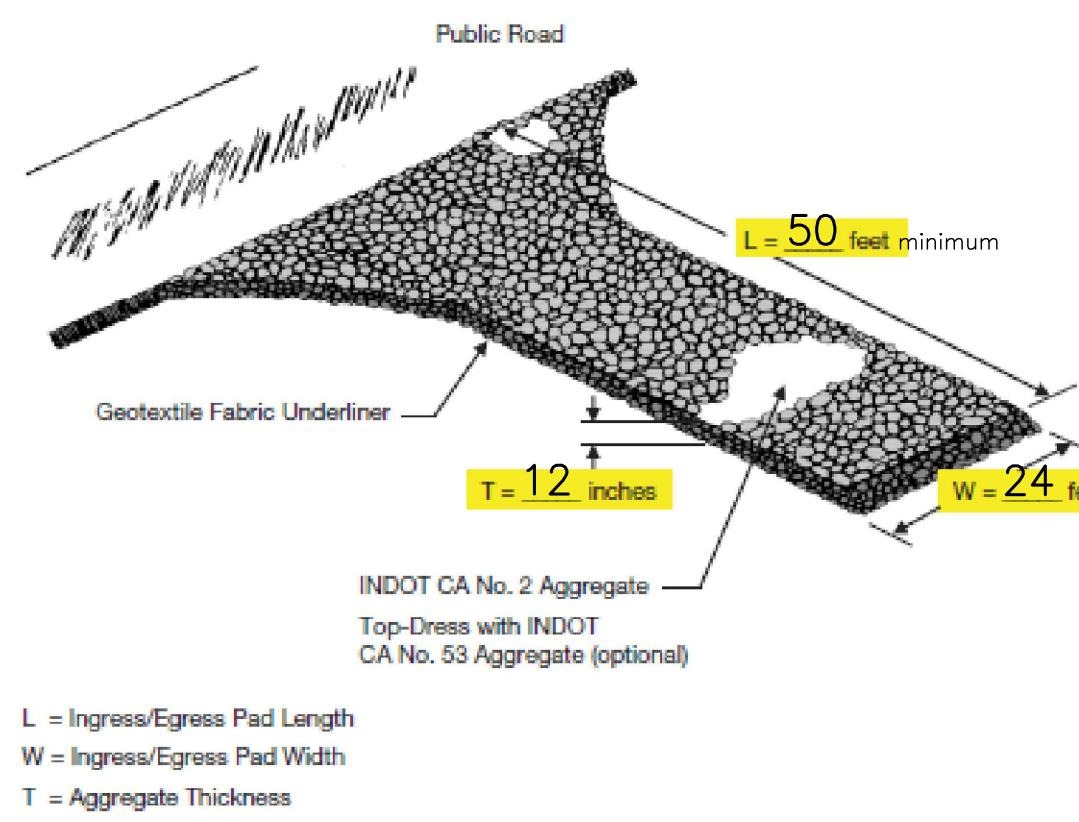 Public Road
L = 50 feet minimum
Geotextile Fabric Underliner
T = 12 inches
W = 24 fe
INDOT CA No. 2 Aggregate
Top-Dress with INDOT
CA No. 53 Aggregate (optional)
L = Ingress/Egress Pad Length
W = Ingress/Egress Pad Width
T = Aggregate Thickness